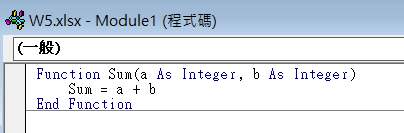 W5.xlsx - Module1 (程式碼)
(一般)
Function Sum(a As Integer, b As Integer)
    Sum = a + b
End Function